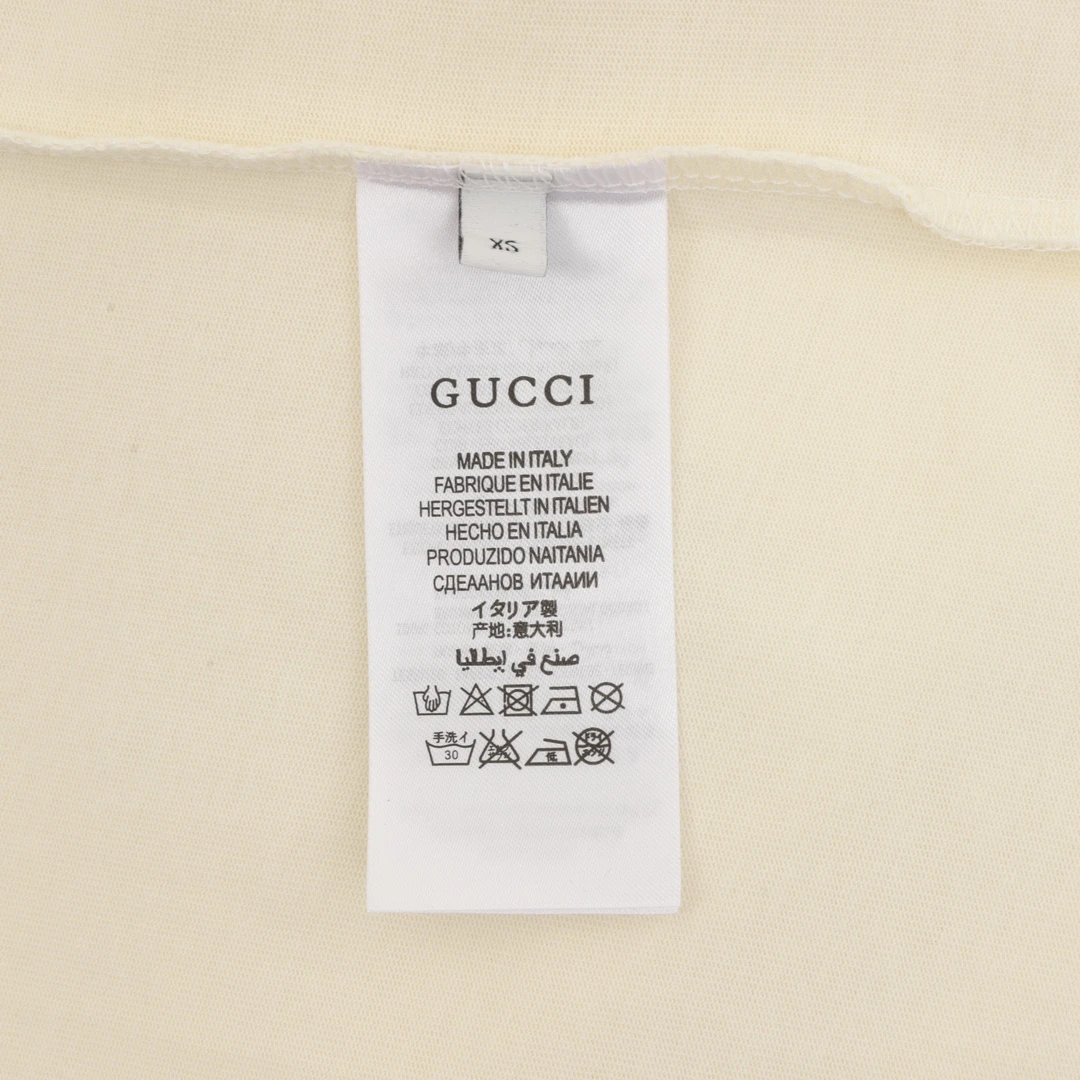 XS
GUCCI
MADE IN ITALY
FABRIQUE EN ITALIE
HERGESTELLT IN ITALIEN
HECHO EN ITALIA
PRODUZIDO NAITANIA
СДЕААНОВ ИТААИИ
イタリア製
产地:意大利
صنع في إيطاليا
手洗イ
30
低